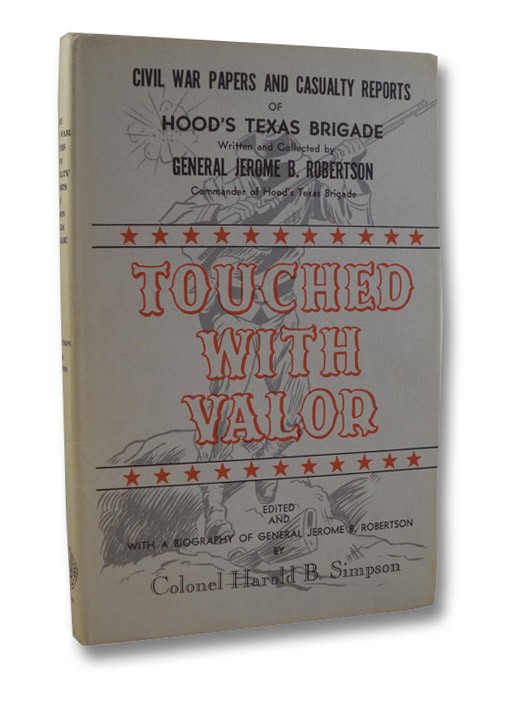 CIVIL WAR PAPERS AND CASUALTY REPORTS
OF
HOOD'S TEXAS BRIGADE
Written and Collected by
GENERAL JEROME B. ROBERTSON
Commander of Hood's Texas Brigade
TOUCHED
WITH
VALOR
EDITED
AND
WITH A BIOGRAPHY OF GENERAL JEROME B. ROBERTSON
BY
Colonel Harold B. Simpson